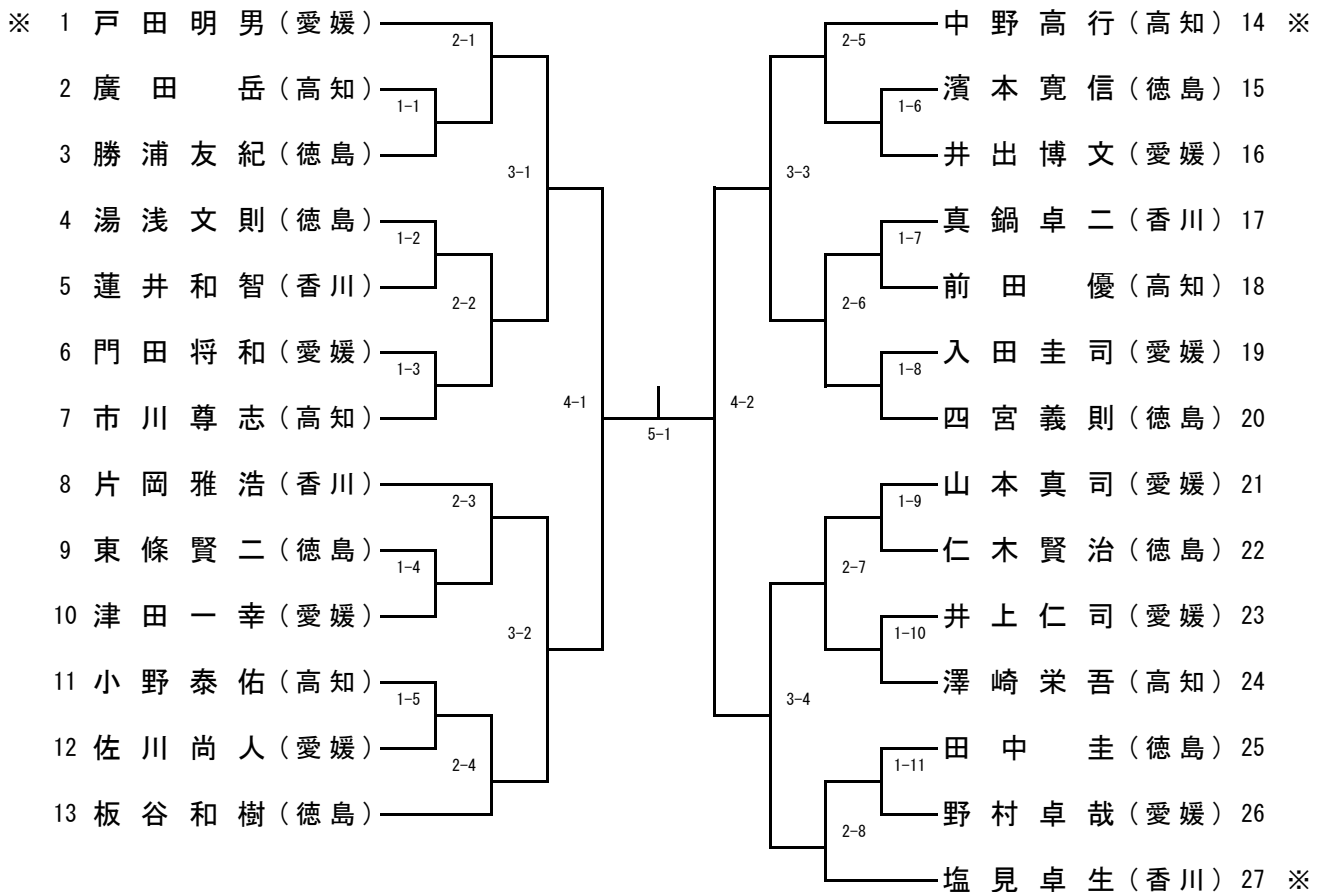 ※ 1 戸田明男(愛媛)
2 廣田 岳(高知)
3 勝浦友紀(徳島)
4 湯浅文則(徳島)
5 蓮井和智(香川)
6 門田将和(愛媛)
7 市川尊志(高知)
8 片岡雅浩(香川)
9 東條賢二(徳島)
10 津田一幸(愛媛)
11 小野泰佑(高知)
12 佐川尚人(愛媛)
13 板谷和樹(徳島)
2-1
1-1
3-1
1-2
2-2
1-3
4-1
2-3
1-4
3-2
1-5
2-4
5-1
中野高行(高知) 14 ※
濱本寛信(徳島) 15
井出博文(愛媛) 16
真鍋卓二(香川) 17
前田 優(高知) 18
入田圭司(愛媛) 19
四宮義則(徳島) 20
山本真司(愛媛) 21
仁木賢治(徳島) 22
井上仁司(愛媛) 23
澤崎栄吾(高知) 24
田中 圭(徳島) 25
野村卓哉(愛媛) 26
塩見卓生(香川) 27 ※
2-5
1-6
3-3
1-7
2-6
1-8
4-2
1-9
2-7
1-10
3-4
1-11
2-8